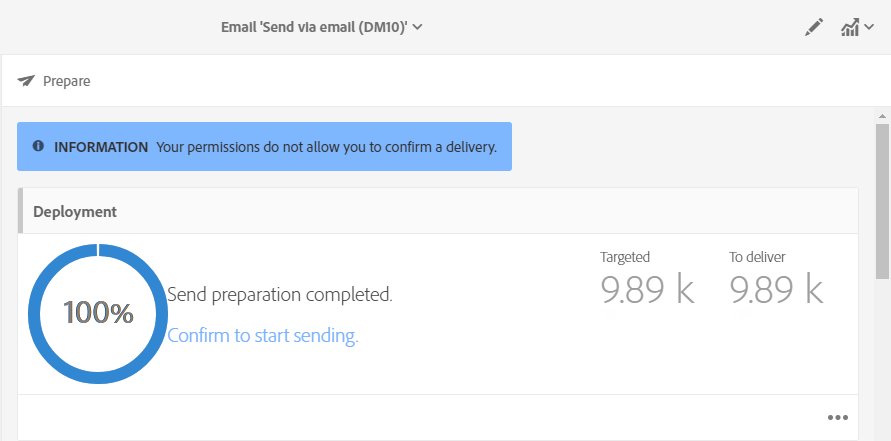 Email 'Send via email (DM10)'
Prepare
INFORMATION Your permissions do not allow you to confirm a delivery.
Deployment
100%
Send preparation completed.
Confirm to start sending.
Targeted
9.89 k
To deliver
9.89 k